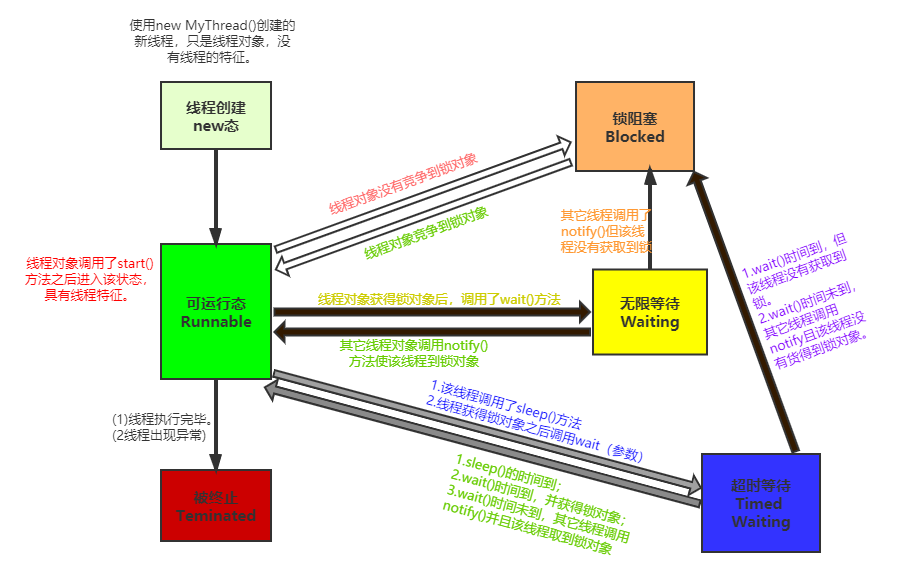 使用new MyThread()创建的
新线程，只是线程对象，没
有线程的特征。
线程创建
new态
锁阻塞
Blocked
线程对象没有竞争到锁对象
线程对象竞争到锁对象
其它线程调用了
notify()但该线
程没有获取到锁
线程对象调用了start()
方法之后进入该状态，
具有线程特征。
可运行态
Runnable
线程对象获得锁对象后，调用了wait()方法
其它线程对象调用notify()
方法使该线程到锁对象
无限等待
Waiting
1.wait()时间到，但
该线程没有获取到
锁。
2.wait()时间未到，
其它线程调用
notify且该线程没
有货得到锁对象。
(1)线程执行完毕。
(2线程出现异常)
1.该线程调用了sleep()方法
2.线程获得锁对象之后调用wait（参数）
1.sleep()的时间到；
2.wait()时间到，并获得锁对象；
3.wait()时间未到，其它线程调用
notify()并且该线程取到锁对象
被终止
Teminated
超时等待
Timed
Waiting